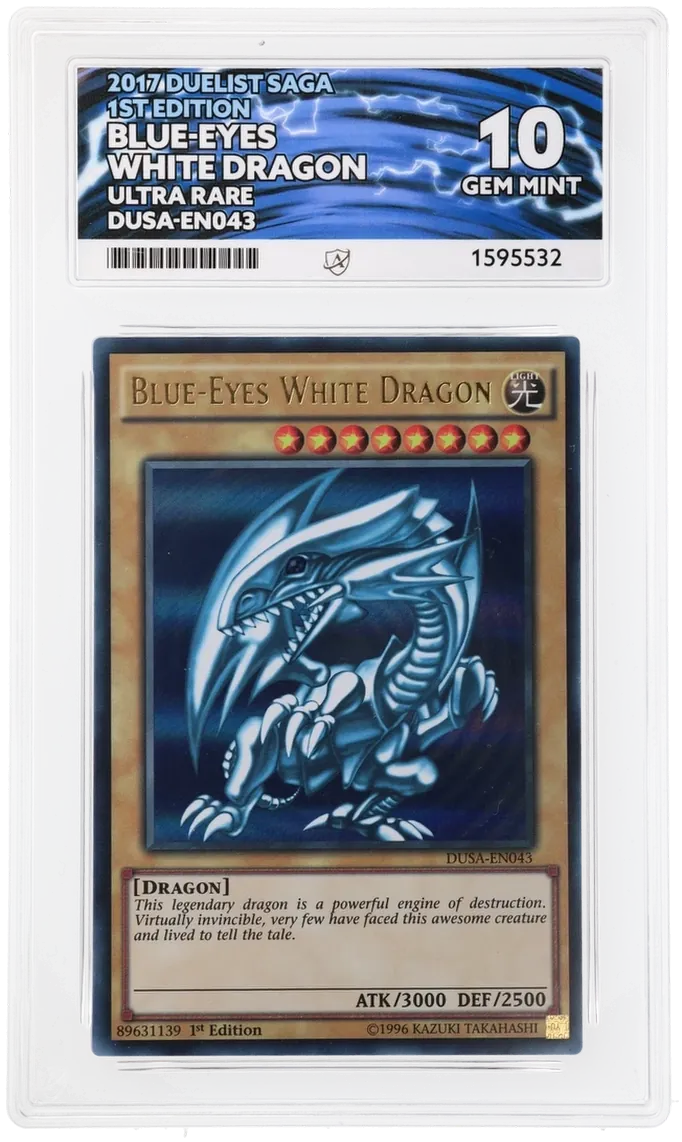 2017 DUELIST SAGA
1ST EDITION
BLUE-EYES
WHITE DRAGON
ULTRA RARE
DUSA-EN043
10
GEM MINT
1595532
BLUE-EYES WHITE DRAGON
LIGHT
光
DUSA-EN043
[DRAGON]
This legendary dragon is a powerful engine of destruction.
Virtually invincible, very few have faced this awesome creature
and lived to tell the tale.
ATK/3000 DEF/2500
89631139 1st Edition
©1996 KAZUKI TAKAHASHI